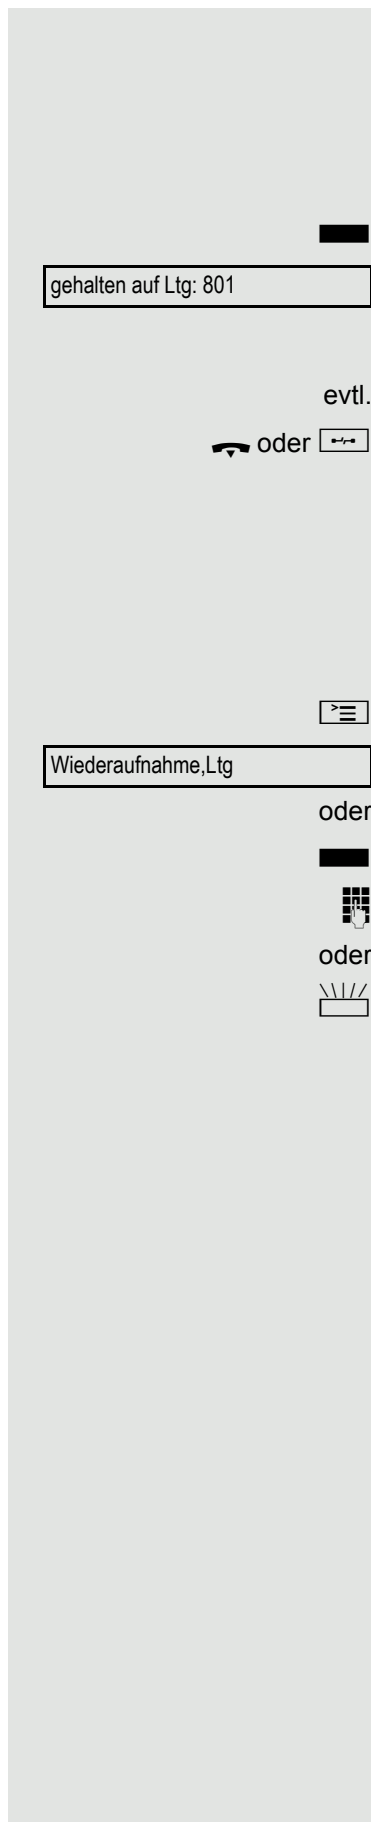 gehalten auf Ltg: 801
evtl.
oder
Wiederaufnahme,Ltg
oder
oder